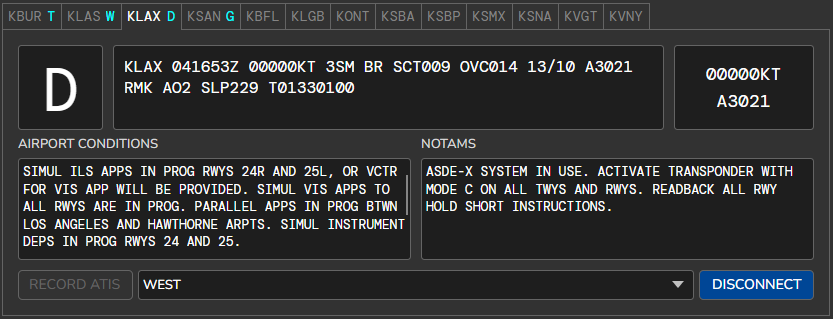 KBUR T KLAS W KLAX D KSAN G KBFL KLGB KONT KSBA KSBP KSMX KSNA KVGT KVNY
D
KLAX 041653Z 00000KT 3SM BR SCT009 OVC014 13/10 A3021
RMK AO2 SLP229 T01330100
00000KT
A3021
AIRPORT CONDITIONS
SIMUL ILS APPS IN PROG RWYS 24R AND 25L, OR VCTR
FOR VIS APP WILL BE PROVIDED. SIMUL VIS APPS TO
ALL RWYS ARE IN PROG. PARALLEL APPS IN PROG BTWN
LOS ANGELES AND HAWTHORNE ARPTS. SIMUL INSTRUMENT
DEPS IN PROG RWYS 24 AND 25.
NOTAMS
ASDE-X SYSTEM IN USE. ACTIVATE TRANSPONDER WITH
MODE C ON ALL TWYS AND RWYS. READBACK ALL RWY
HOLD SHORT INSTRUCTIONS.
RECORD ATIS
WEST
DISCONNECT